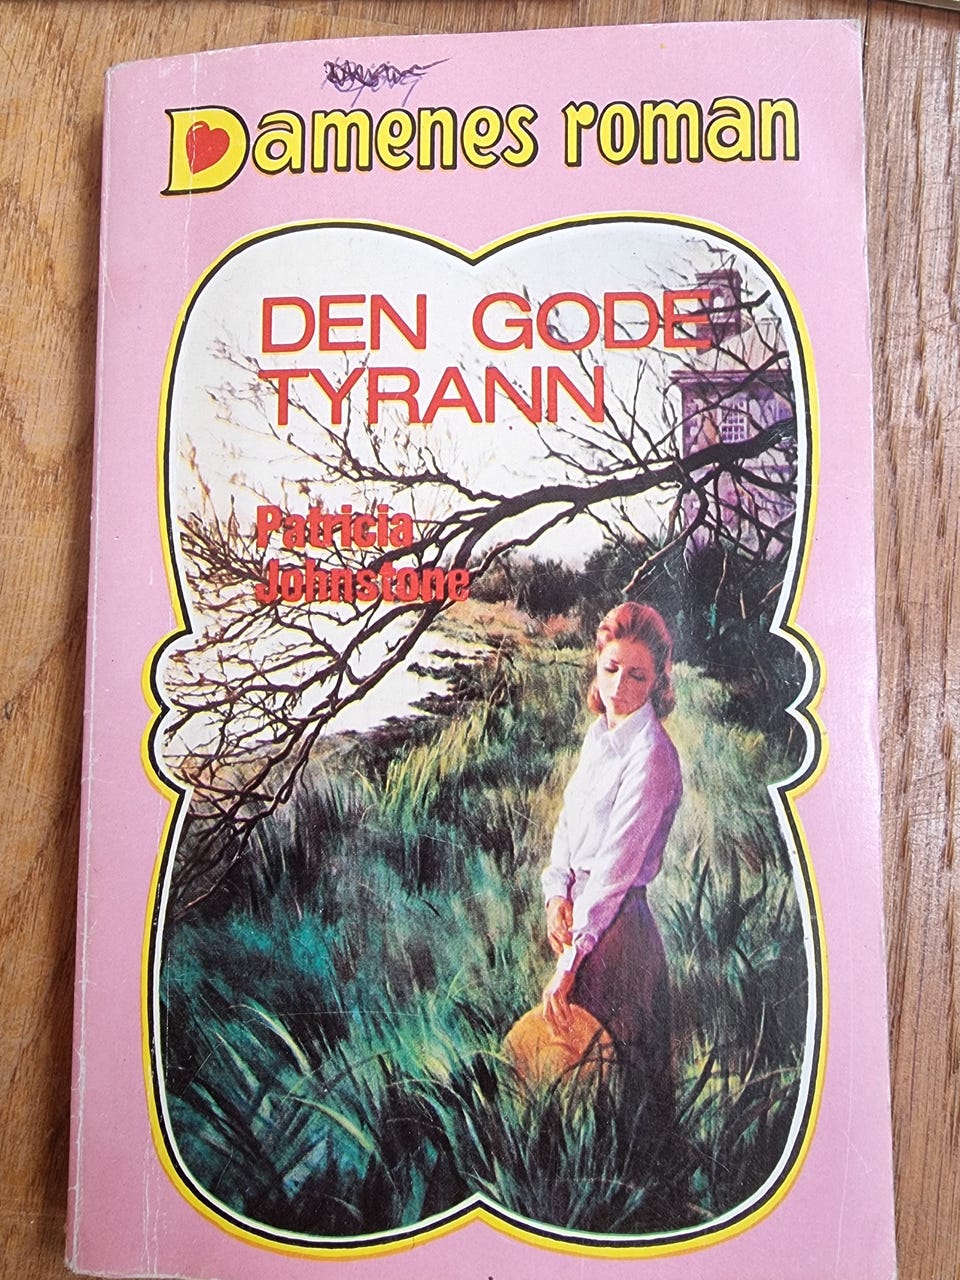 Damenes roman
DEN GODE
TYRANN
Patricia
Johnstone